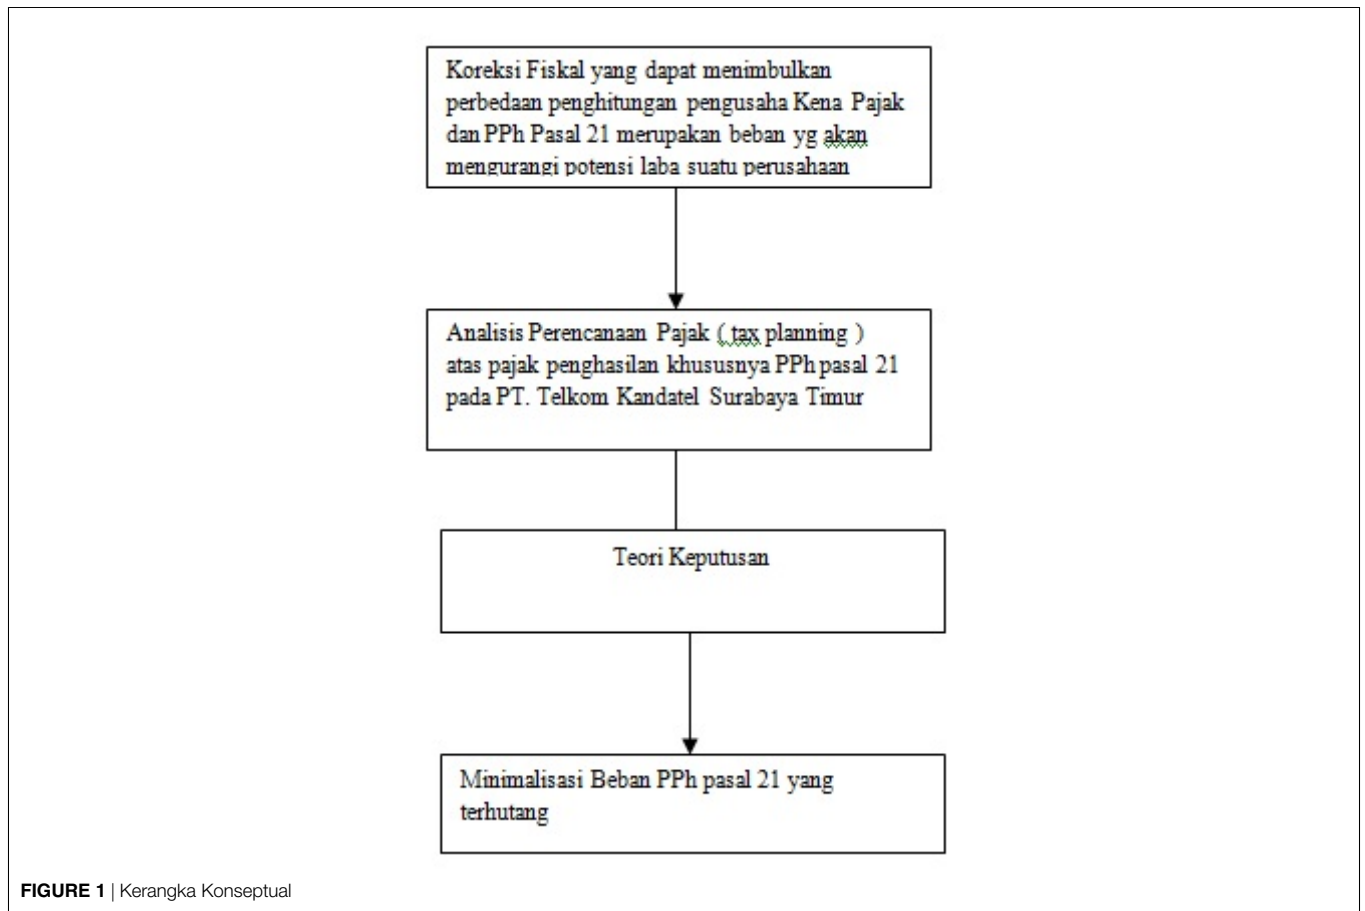 Koreksi Fiskal yang dapat menimbulkan
perbedaan penghitungan pengusaha Kena Pajak
dan PPh Pasal 21 merupakan beban yg akan
mengurangi potensi laba suatu perusahaan
Analisis Perencanaan Pajak ( tax planning )
atas pajak penghasilan khususnya PPh pasal 21
pada PT. Telkom Kandatel Surabaya Timur
Teori Keputusan
Minimalisasi Beban PPh pasal 21 yang
terhutang
FIGURE 1 | Kerangka Konseptual